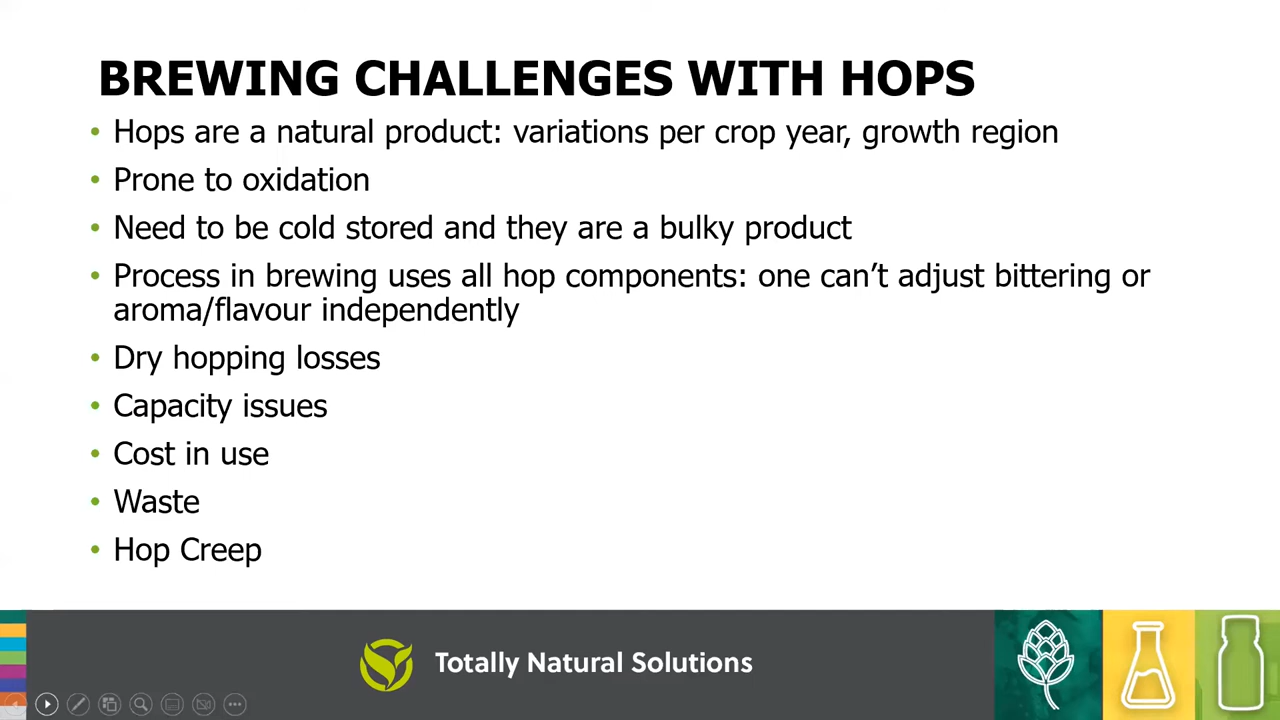 BREWING CHALLENGES WITH HOPS
• Hops are a natural product: variations per crop year, growth region
• Prone to oxidation
• Need to be cold stored and they are a bulky product
• Process in brewing uses all hop components: one can’t adjust bittering or
aroma/flavour independently
• Dry hopping losses
• Capacity issues
• Cost in use
• Waste
• Hop Creep
Totally Natural Solutions